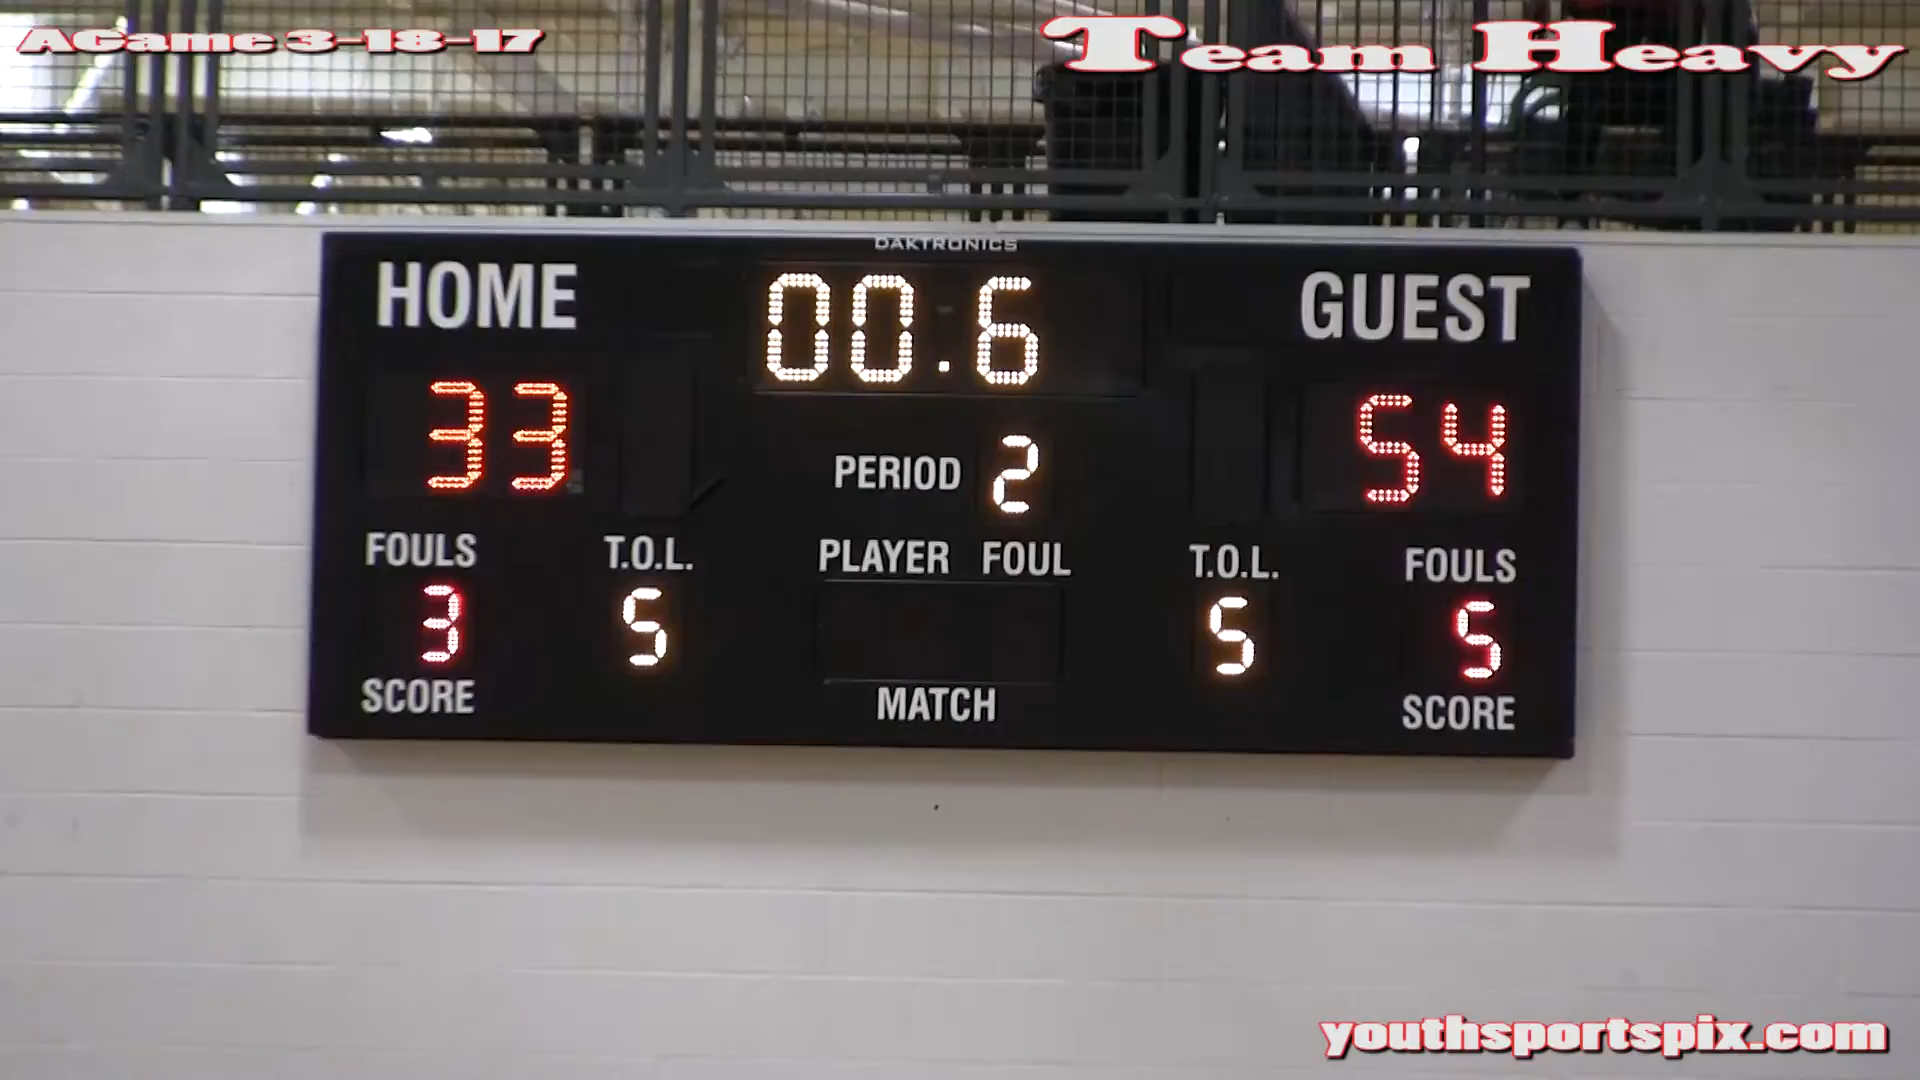 AGame 3-18-17
Team Heavy
DAKTRONICS
HOME 00.6 GUEST
33 54
PERIOD 2
FOULS T.O.L. PLAYER FOUL T.O.L. FOULS
3 5 5 5
SCORE MATCH SCORE
youthsportspix.com